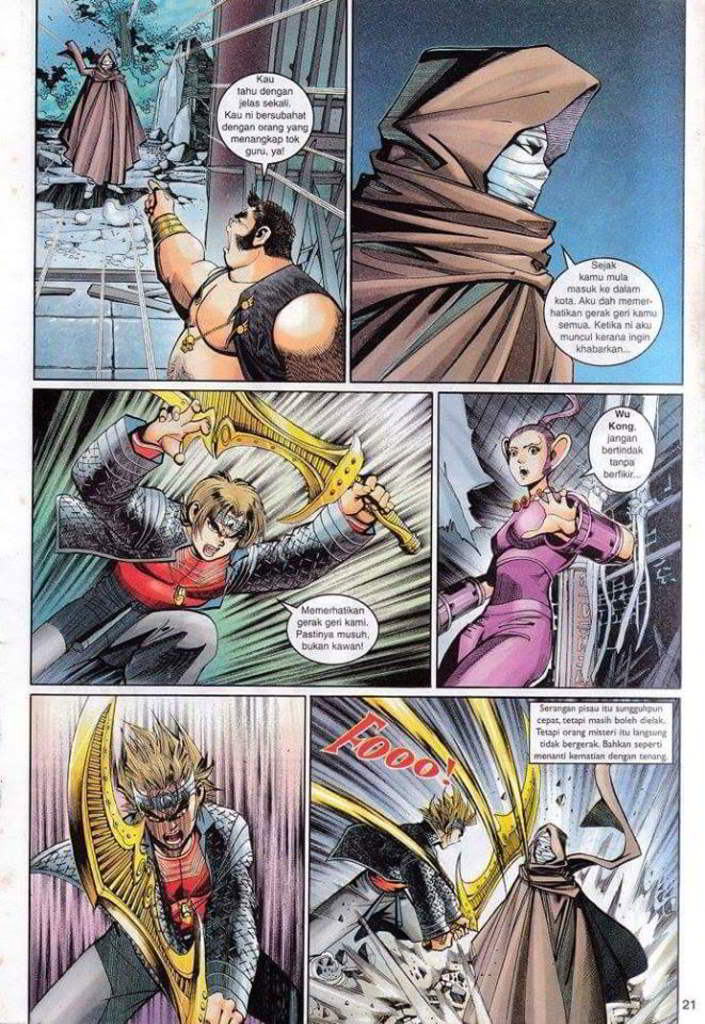 Kau
tahu dengan
jelas sekali.
Kau ni bersubahat
dengan orang yang
menangkap tok
guru, ya!
Sejak
kamu mula
masuk ke dalam
kota. Aku dah memer-
hatikan gerak geri kamu
semua. Ketika ni aku
muncul kerana ingin
khabarkan...
Memerhatikan
gerak geri kami.
Pastinya musuh,
bukan kawan!
Wu
Kong,
jangan
bertindak
tanpa
berfikir...
Serangan pisau itu sungguhpun
cepat, tetapi masih boleh dielak.
Tetapi orang misteri itu langsung
tidak bergerak. Bahkan seperti
menanti kematian dengan tenang.
Fooo!
21